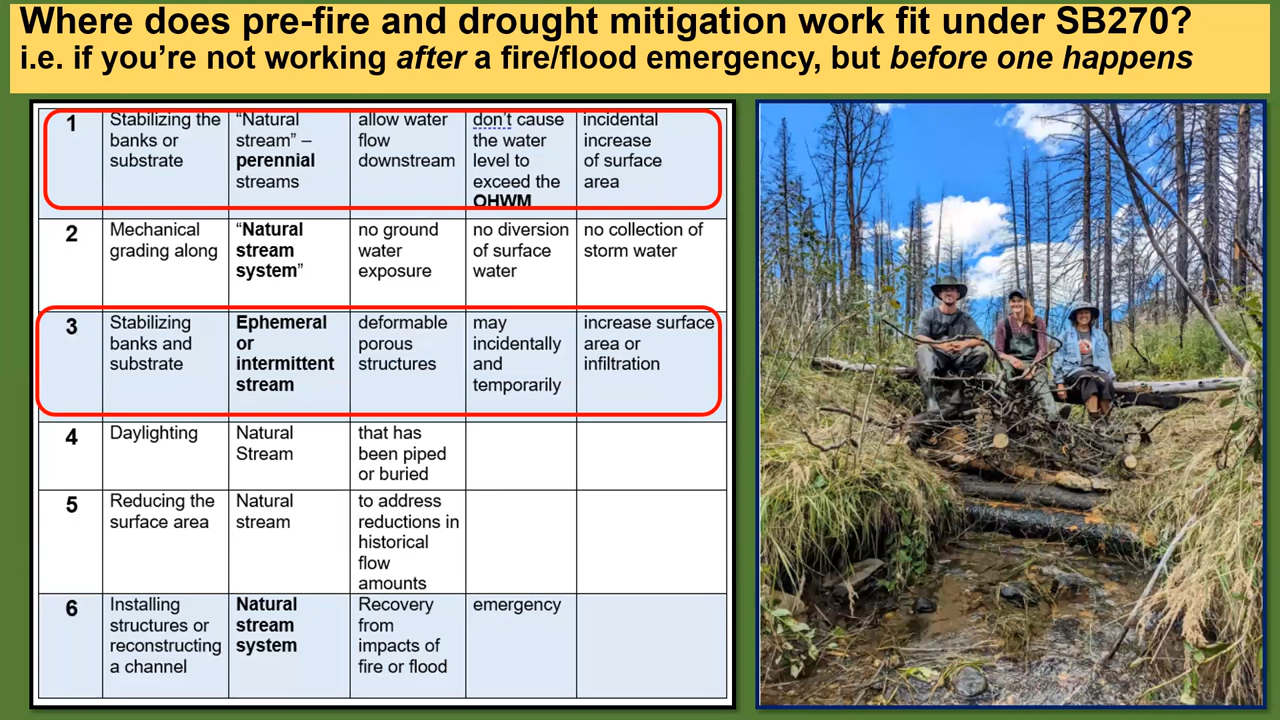 Where does pre-fire and drought mitigation work fit under SB270?
i.e. if you're not working after a fire/flood emergency, but before one happens
1
Stabilizing the
banks or
substrate
“Natural
stream” –
perennial
streams
allow water
flow
downstream
don't cause
the water
level to
exceed the
OHWM
incidental
increase
of surface
area
2
Mechanical
grading along
“Natural
stream
system”
no ground
water
exposure
no diversion
of surface
water
no collection of
storm water
3
Stabilizing
banks and
substrate
Ephemeral
or
intermittent
stream
deformable
porous
structures
may
incidentally
and
temporarily
increase surface
area or
infiltration
4
Daylighting
Natural
Stream
that has
been piped
or buried
5
Reducing the
surface area
Natural
stream
to address
reductions in
historical
flow
amounts
6
Installing
structures or
reconstructing
a channel
Natural
stream
system
Recovery
from
impacts of
fire or flood
emergency